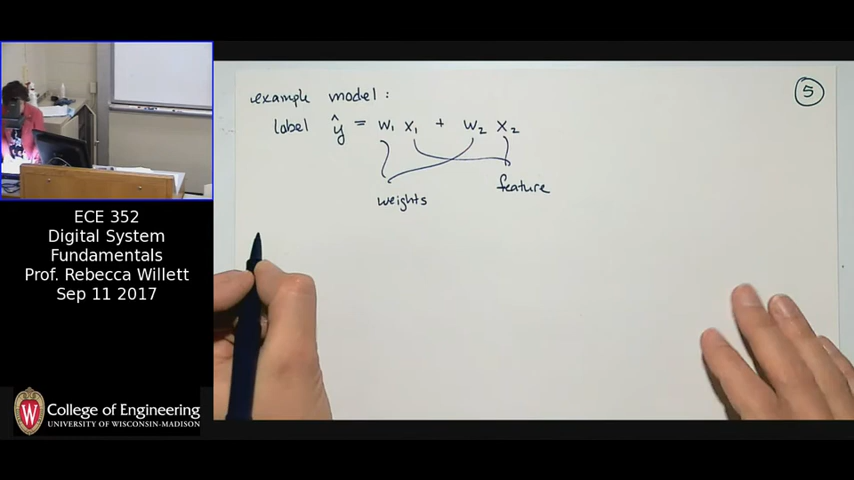 example model :
⑤
label ŷ = w₁ x₁ + w₂ x₂
weights
feature
ECE 352
Digital System
Fundamentals
Prof. Rebecca Willett
Sep 11 2017
W
College of Engineering
UNIVERSITY OF WISCONSIN-MADISON